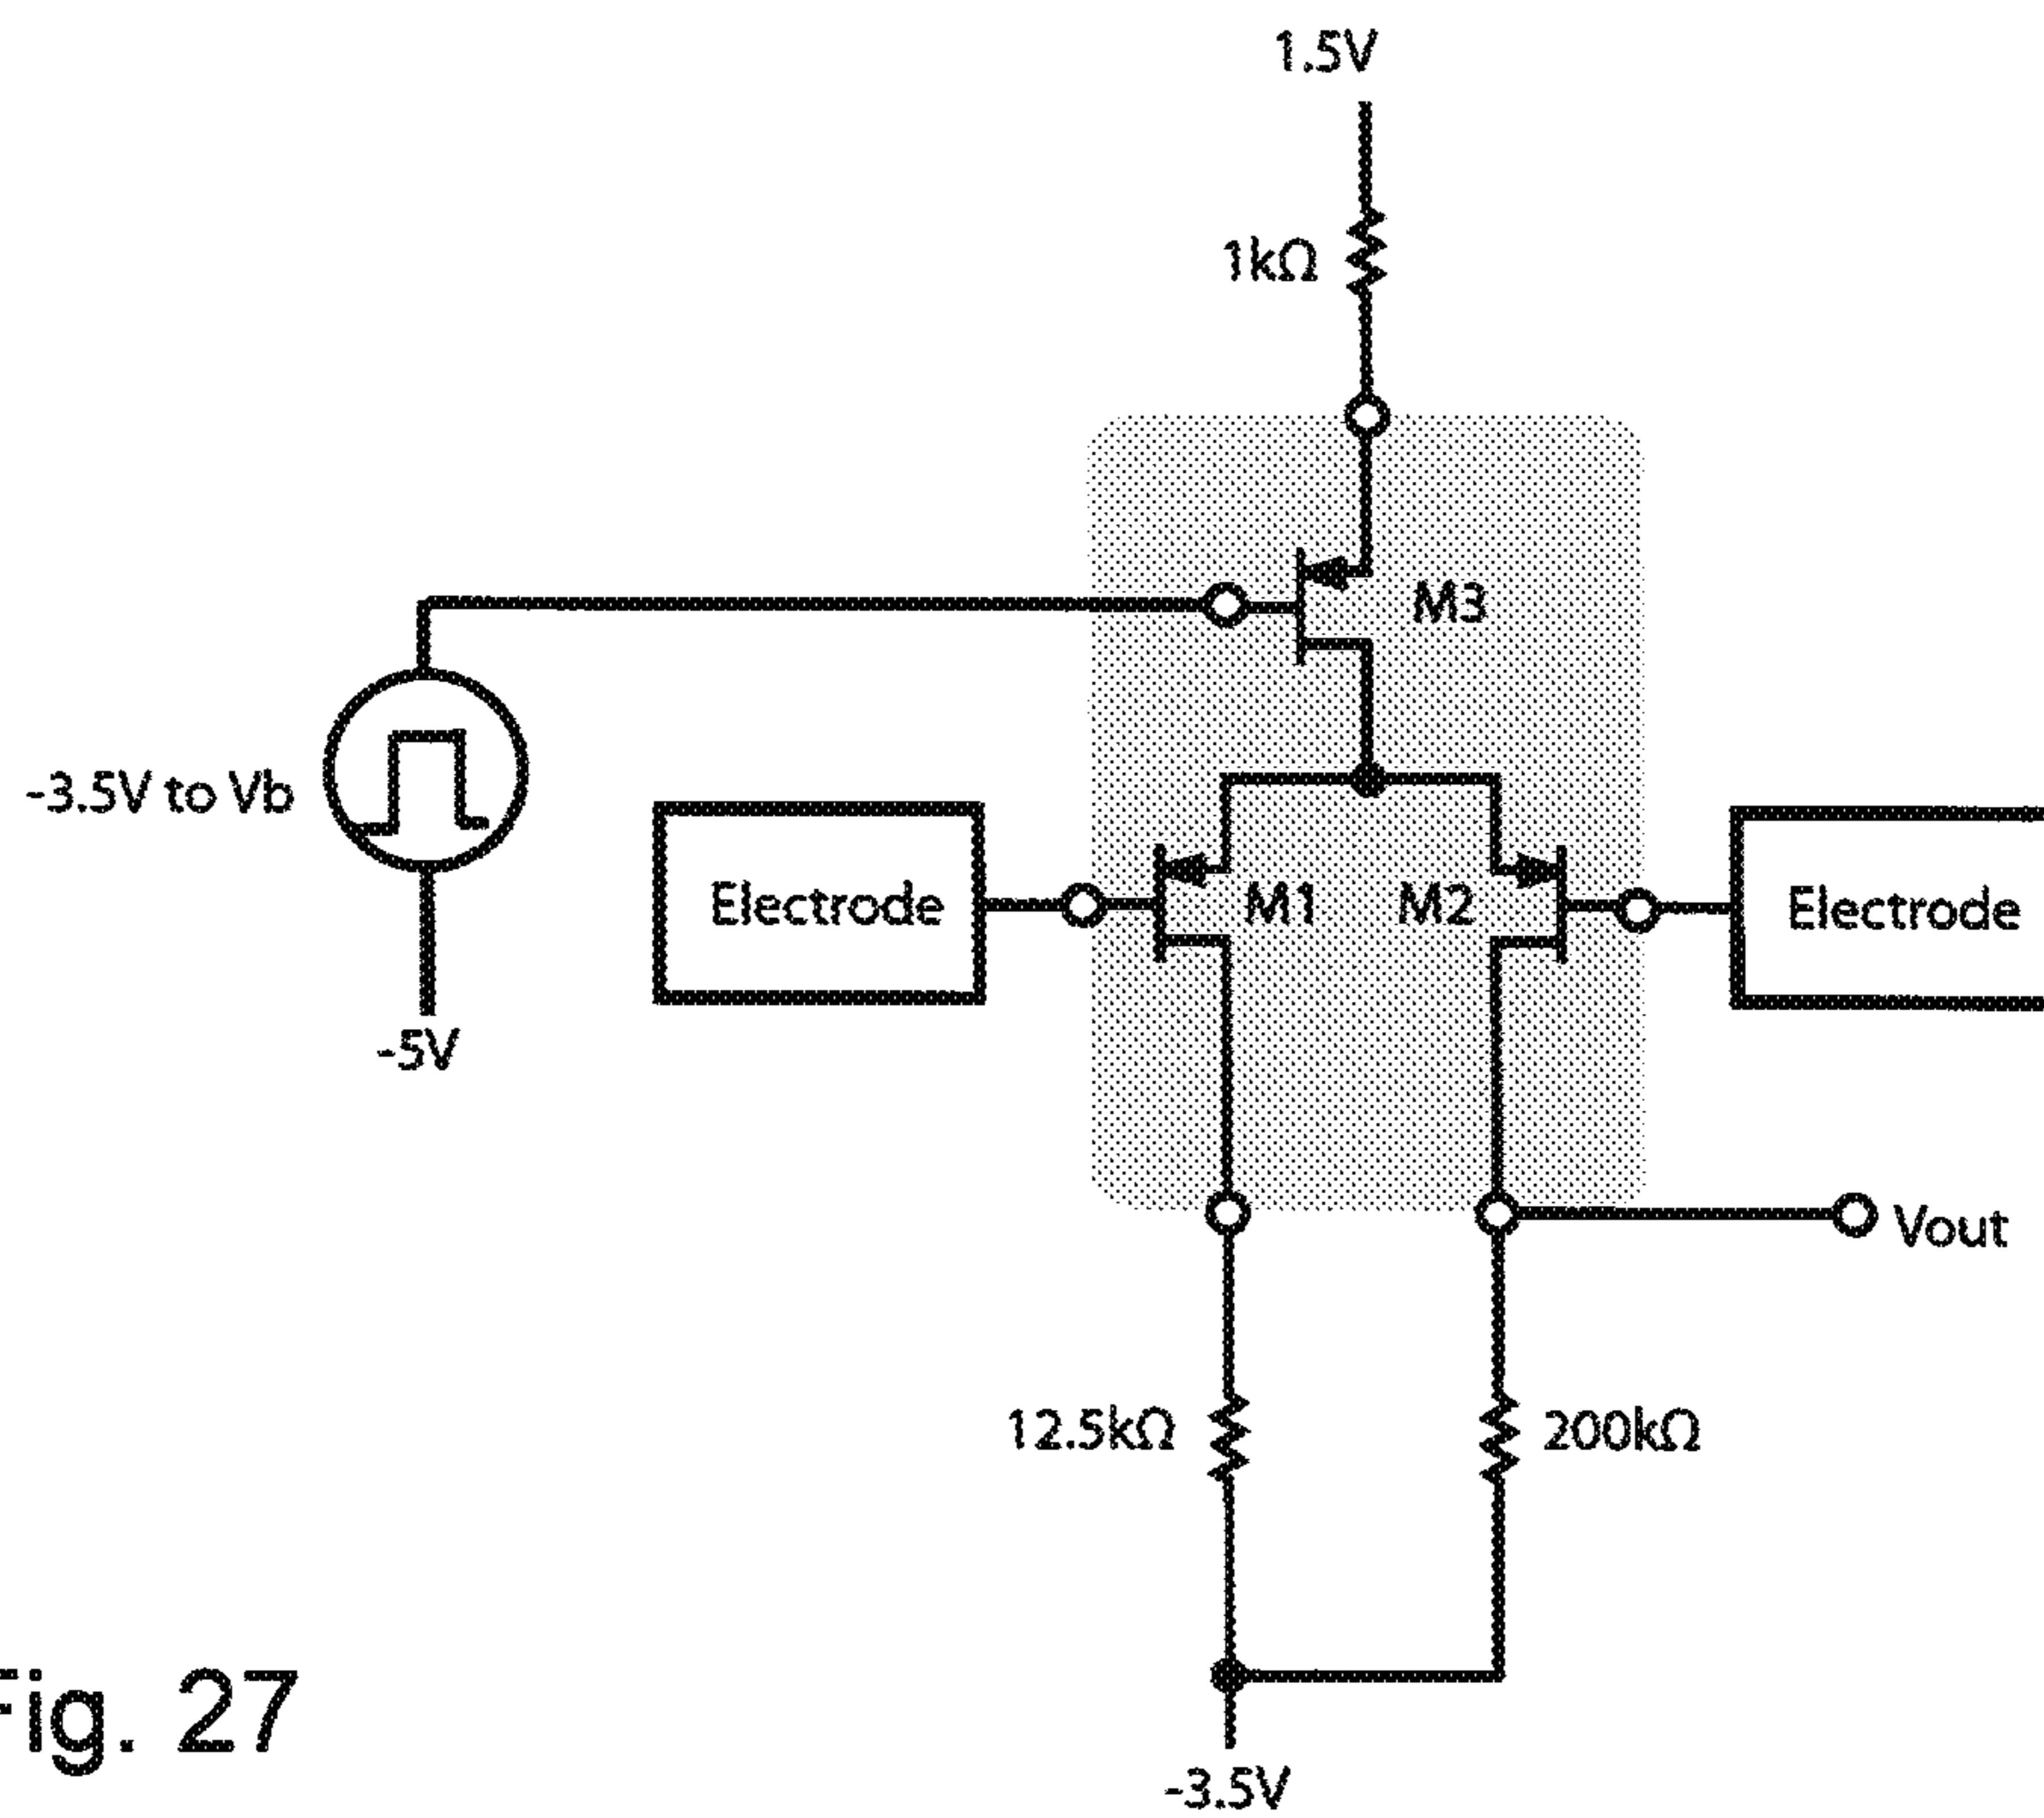 1.5V
1kΩ
M3
-3.5V to Vb
Electrode
M1
M2
Electrode
-5V
Vout
12.5kΩ
200kΩ
Fig. 27
-3.5V